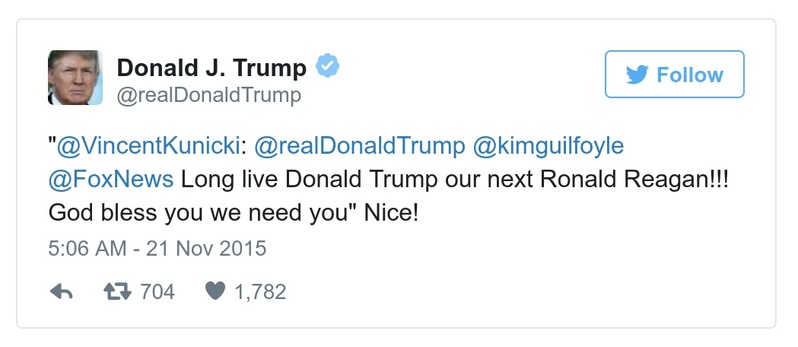 Donald J. Trump
@realDonaldTrump
Follow
"@VincentKunicki: @realDonaldTrump @kimguilfoyle
@FoxNews Long live Donald Trump our next Ronald Reagan!!!
God bless you we need you" Nice!
5:06 AM - 21 Nov 2015
704 1,782